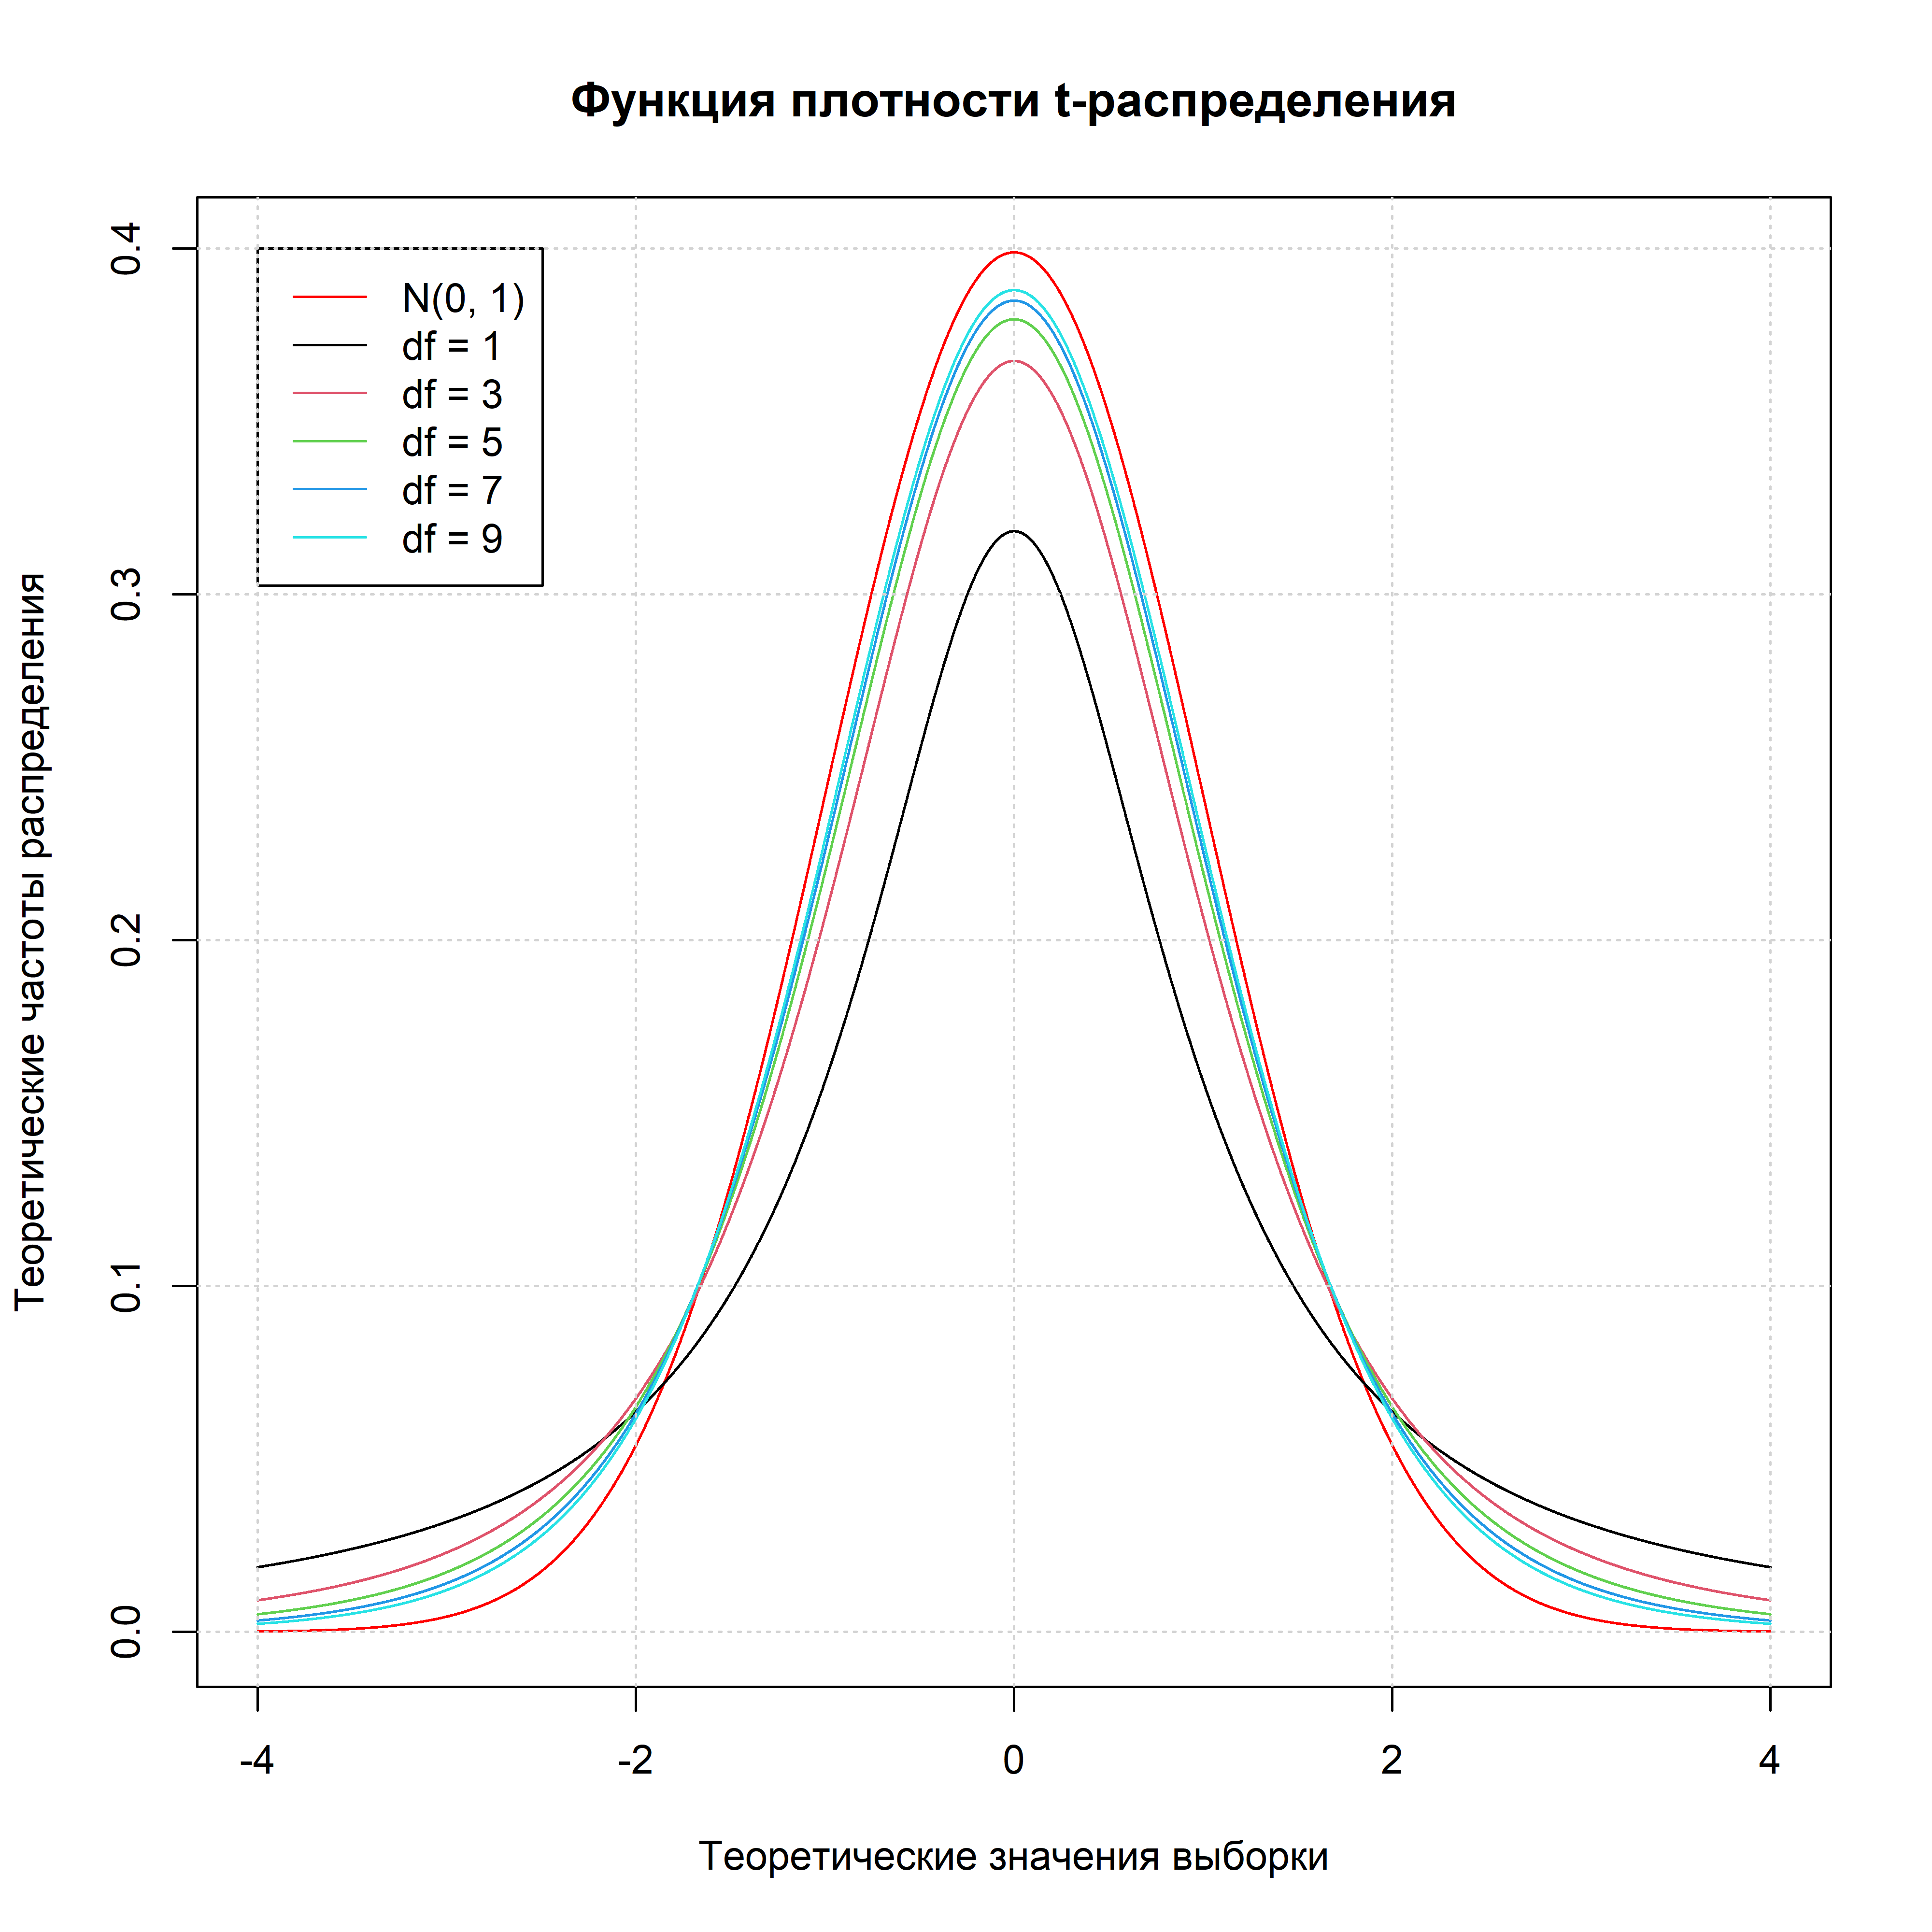 Функция плотности t-распределения
Теоретические частоты распределения
0.4
0.3
0.2
0.1
0.0
N(0, 1)
df = 1
df = 3
df = 5
df = 7
df = 9
-4
-2
0
2
4
Теоретические значения выборки